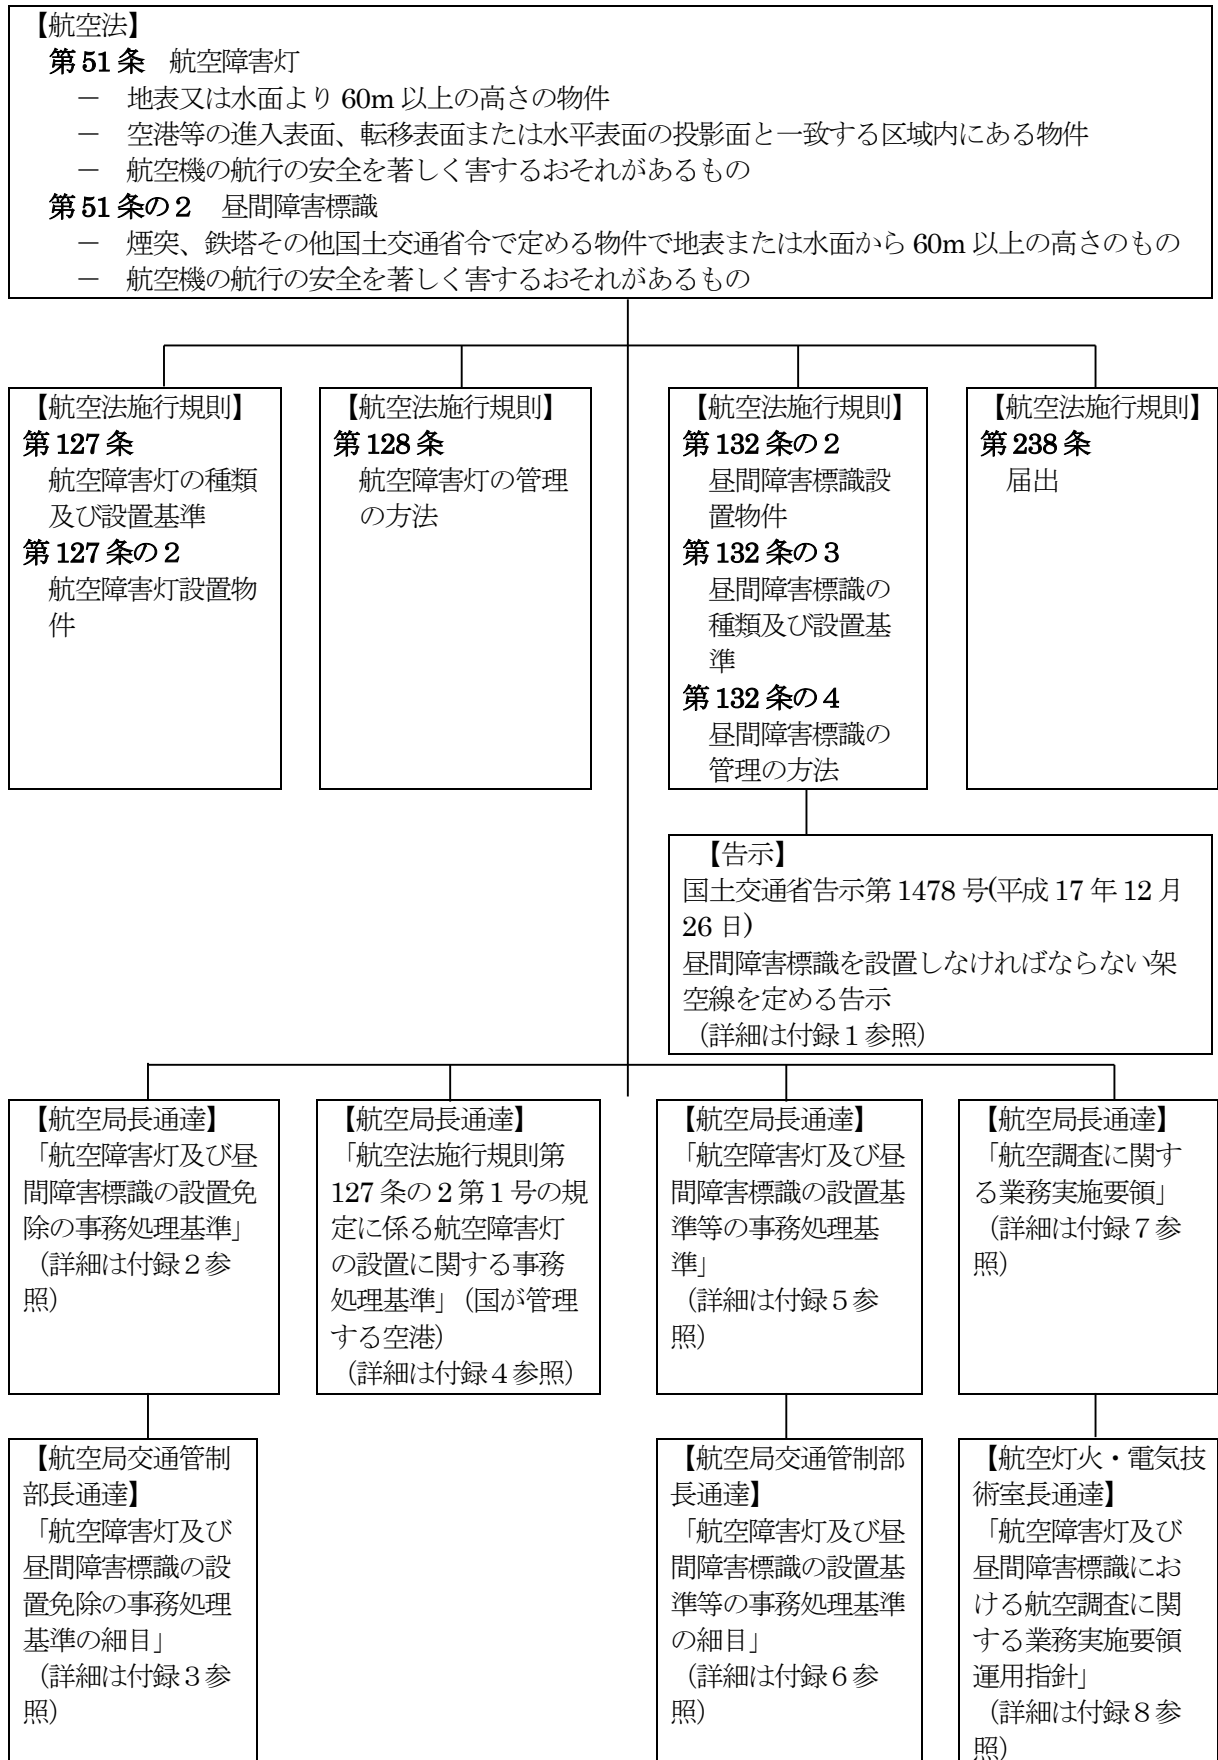 【航空法】
第51条　航空障害灯
－　地表又は水面より60m以上の高さの物件
－　空港等の進入表面、転移表面または水平表面の投影面と一致する区域内にある物件
－　航空機の航行の安全を著しく害するおそれがあるもの
第51条の２　昼間障害標識
－　煙突、鉄塔その他国土交通省令で定める物件で地表または水面から60m以上の高さのもの
－　航空機の航行の安全を著しく害するおそれがあるもの
【航空法施行規則】
第127条
航空障害灯の種類
及び設置基準
第127条の２
航空障害灯設置物
件
【航空法施行規則】
第128条
航空障害灯の管理
の方法
【航空法施行規則】
第132条の２
昼間障害標識設
置物件
第132条の３
昼間障害標識の
種類及び設置基
準
第132条の４
昼間障害標識の
管理の方法
【航空法施行規則】
第238条
届出
【告示】
国土交通省告示第1478号(平成17年12月
26日)
昼間障害標識を設置しなければならない架
空線を定める告示
（詳細は付録１参照）
【航空局長通達】
「航空障害灯及び昼
間障害標識の設置免
除の事務処理基準」
（詳細は付録２参
照）
【航空局長通達】
「航空法施行規則第
127条の２第１号の規
定に係る航空障害灯
の設置に関する事務
処理基準」（国が管理
する空港）
（詳細は付録４参照）
【航空局長通達】
「航空障害灯及び昼
間障害標識の設置基
準等の事務処理基
準」
（詳細は付録５参
照）
【航空局長通達】
「航空調査に関す
る業務実施要領」
（詳細は付録７参
照）
【航空局交通管制
部長通達】
「航空障害灯及び
昼間障害標識の設
置免除の事務処理
基準の細目」
（詳細は付録３参
照）
【航空局交通管制部
長通達】
「航空障害灯及び昼
間障害標識の設置基
準等の事務処理基準
の細目」
（詳細は付録６参
照）
【航空灯火・電気技
術室長通達】
「航空障害灯及び
昼間障害標識にお
ける航空調査に関
する業務実施要領
運用指針」
（詳細は付録８参
照）